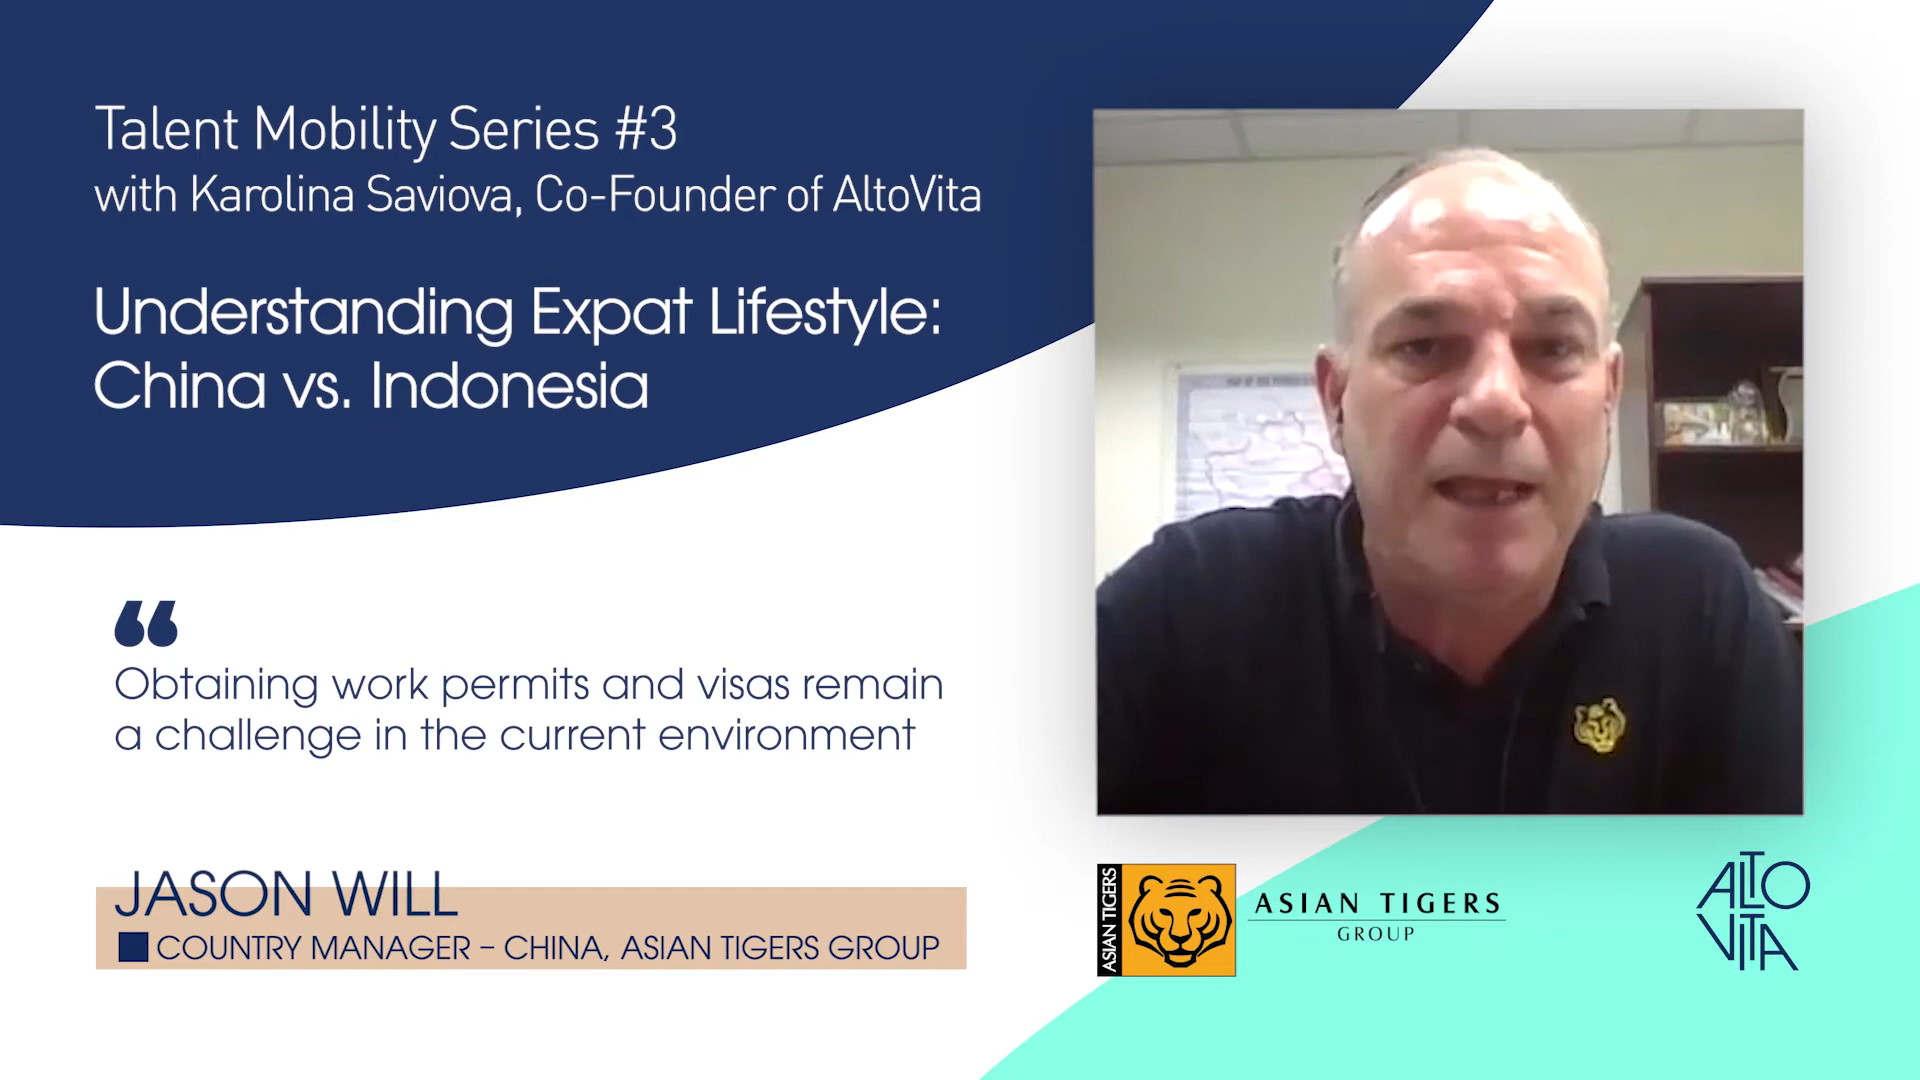 Talent Mobility Series #3
with Karolina Saviova, Co-Founder of AltoVita
Understanding Expat Lifestyle:
China vs. Indonesia
“
Obtaining work permits and visas remain
a challenge in the current environment
JASON WILL
COUNTRY MANAGER – CHINA, ASIAN TIGERS GROUP
ASIAN TIGERS
ASIAN TIGERS
GROUP
ALTO
VITA